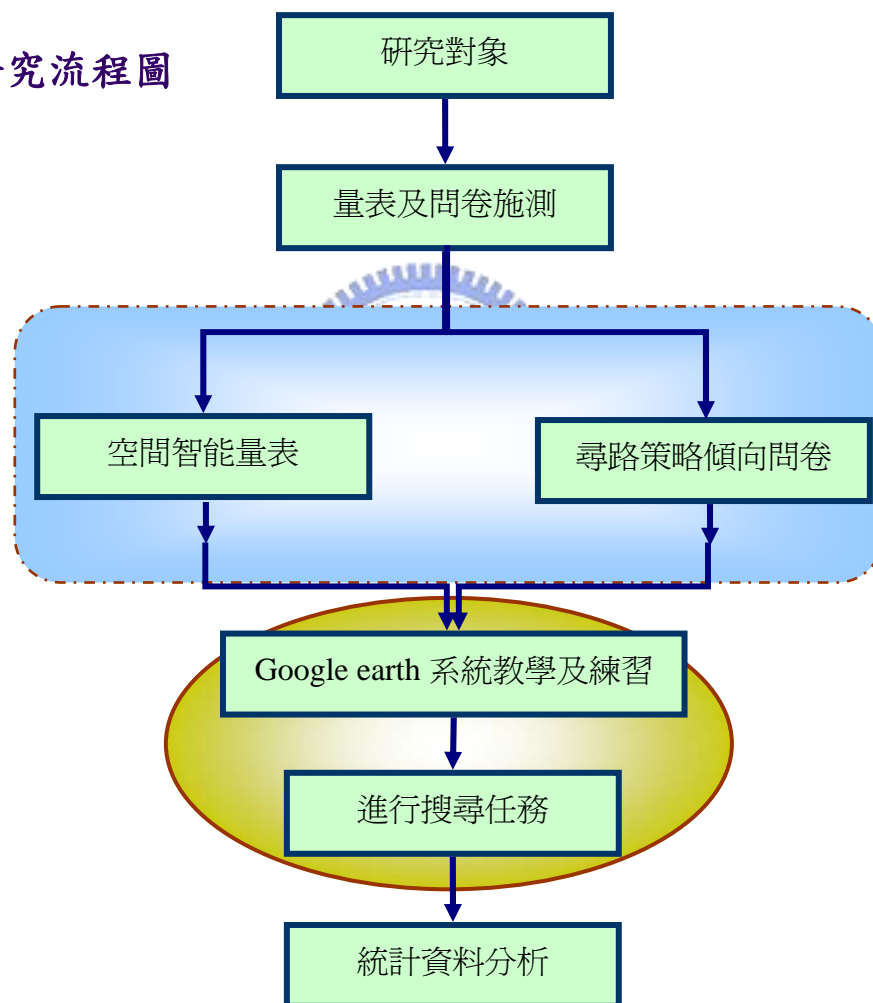 究流程圖
研究對象
量表及問卷施測
空間智能量表
尋路策略傾向問卷
Google earth 系統教學及練習
進行搜尋任務
統計資料分析